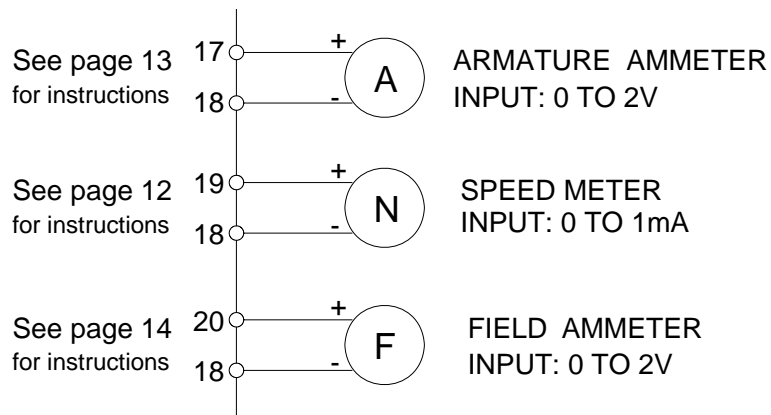 See page 13 17 + A ARMATURE AMMETER
for instructions 18 - INPUT: 0 TO 2V
See page 12 19 + N SPEED METER
for instructions 18 - INPUT: 0 TO 1mA
See page 14 20 + F FIELD AMMETER
for instructions 18 - INPUT: 0 TO 2V